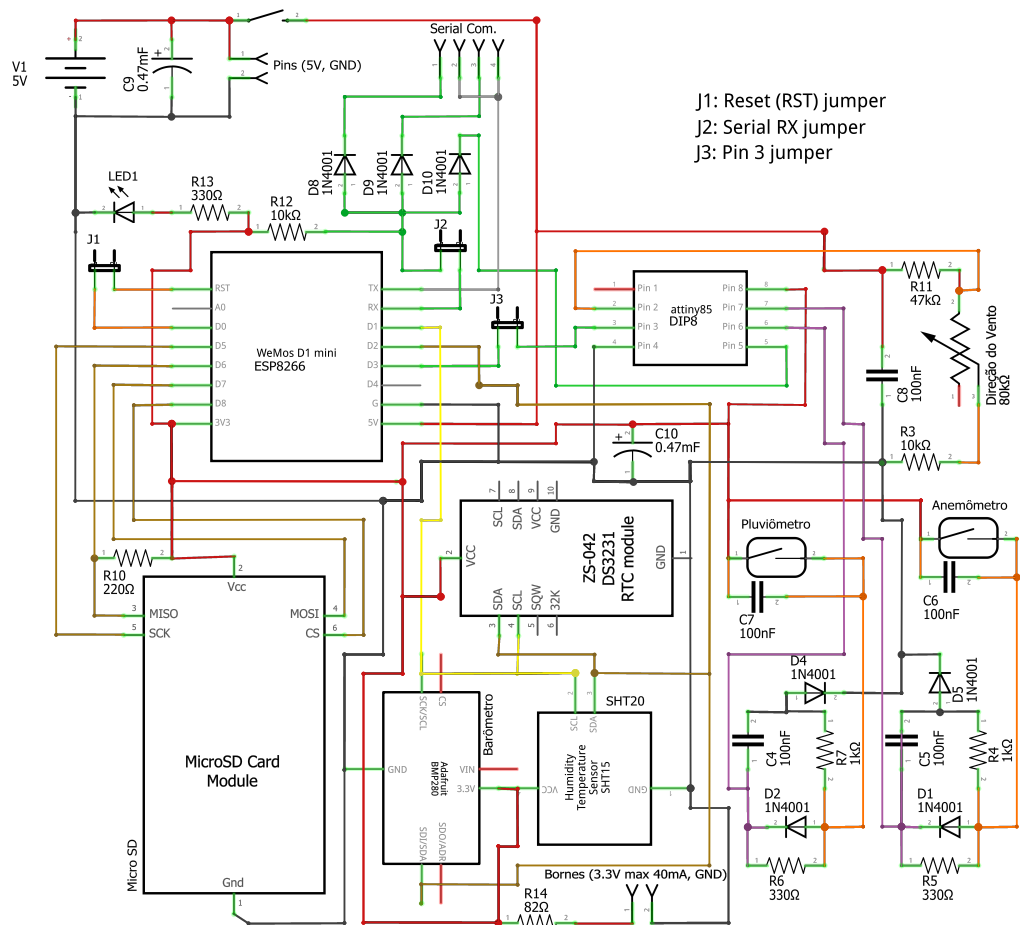 Serial Com.
1
2
3
4
V1
5V
C9
0.47mF
Pins (5V, GND)
J1: Reset (RST) jumper
J2: Serial RX jumper
J3: Pin 3 jumper
D8
1N4001
D9
1N4001
D10
1N4001
LED1
R13
330Ω
R12
10kΩ
J1
J2
J3
RST
A0
D0
D5
D6
D7
D8
3V3
WeMos D1 mini
ESP8266
TX
RX
D1
D2
D3
D4
G
5V
Pin 1
Pin 2
Pin 3
Pin 4
attiny85
DIP8
Pin 8
Pin 7
Pin 6
Pin 5
R11
47kΩ
Direção do Vento
80kΩ
C8
100nF
R3
10kΩ
C10
0.47mF
SCL
SDA
VCC
GND
VCC
ZS-042
DS3231
RTC module
GND
SDA
SCL
SQW
32K
Pluviômetro
C7
100nF
Anemômetro
C6
100nF
R10
220Ω
Vcc
MISO
SCK
MOSI
CS
MicroSD Card
Module
Gnd
Micro SD
SCK/SCL
CS
Barômetro
GND
Adafruit
BMP280
VIN
3.3V
SDI/SDA
SDO/ADR
SHT20
SCL
SDA
VCC
Humidity
Temperature
Sensor
SHT15
GND
D4
1N4001
D5
1N4001
C4
100nF
R7
1kΩ
C5
100nF
R4
1kΩ
D2
1N4001
D1
1N4001
R6
330Ω
R5
330Ω
Bornes (3.3V max 40mA, GND)
R14
82Ω